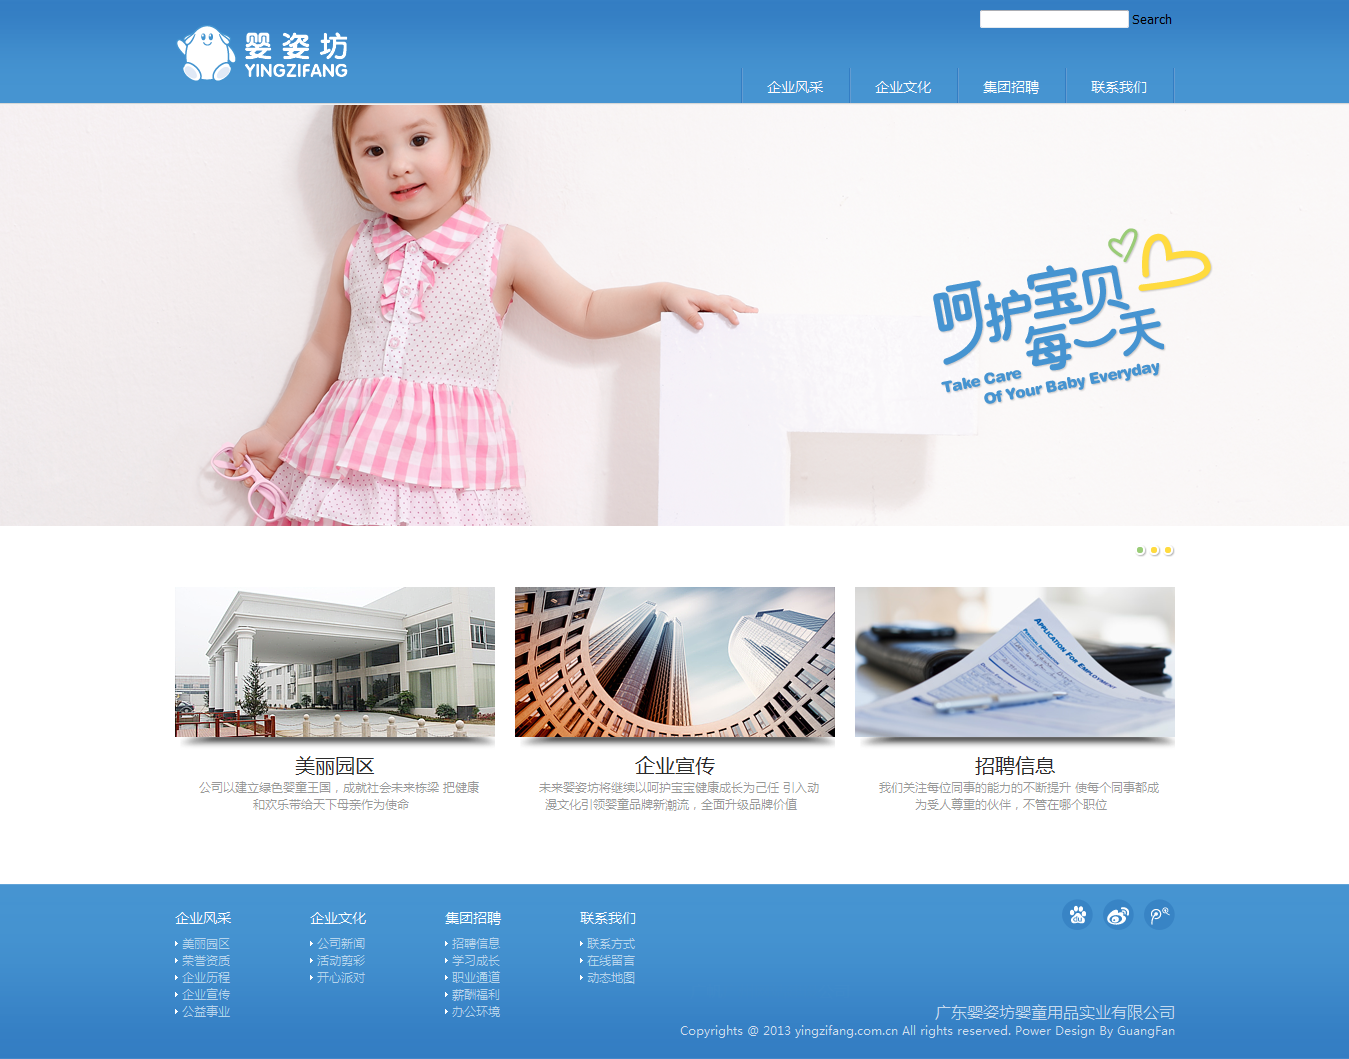 Search
婴姿坊
YINGZIFANG
企业风采 企业文化 集团招聘 联系我们
呵护宝贝
每一天
Take Care
Of Your Baby Everyday
APPLICATION FOR EMPLOYMENT
美丽园区
公司以建立绿色婴童王国，成就社会未来栋梁 把健康
和欢乐带给天下母亲作为使命
企业宣传
未来婴姿坊将继续以呵护宝宝健康成长为己任 引入动
漫文化引领婴童品牌新潮流，全面升级品牌价值
招聘信息
我们关注每位同事的能力的不断提升 使每个同事都成
为受人尊重的伙伴，不管在哪个职位
企业风采
美丽园区
荣誉资质
企业历程
企业宣传
公益事业
企业文化
公司新闻
活动剪彩
开心派对
集团招聘
招聘信息
学习成长
职业通道
薪酬福利
办公环境
联系我们
联系方式
在线留言
动态地图
广东婴姿坊婴童用品实业有限公司
Copyrights @ 2013 yingzifang.com.cn All rights reserved. Power Design By GuangFan